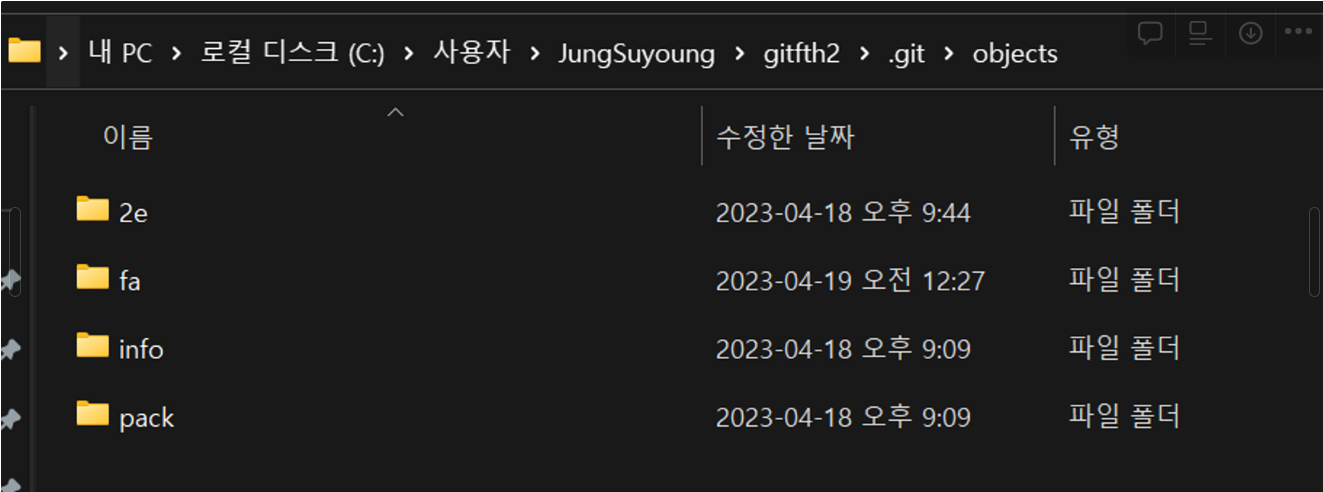 내 PC > 로컬 디스크 (C:) > 사용자 > JungSuyoung > gitfth2 > .git > objects
이름 수정한 날짜 유형
2e 2023-04-18 오후 9:44 파일 폴더
fa 2023-04-19 오전 12:27 파일 폴더
info 2023-04-18 오후 9:09 파일 폴더
pack 2023-04-18 오후 9:09 파일 폴더